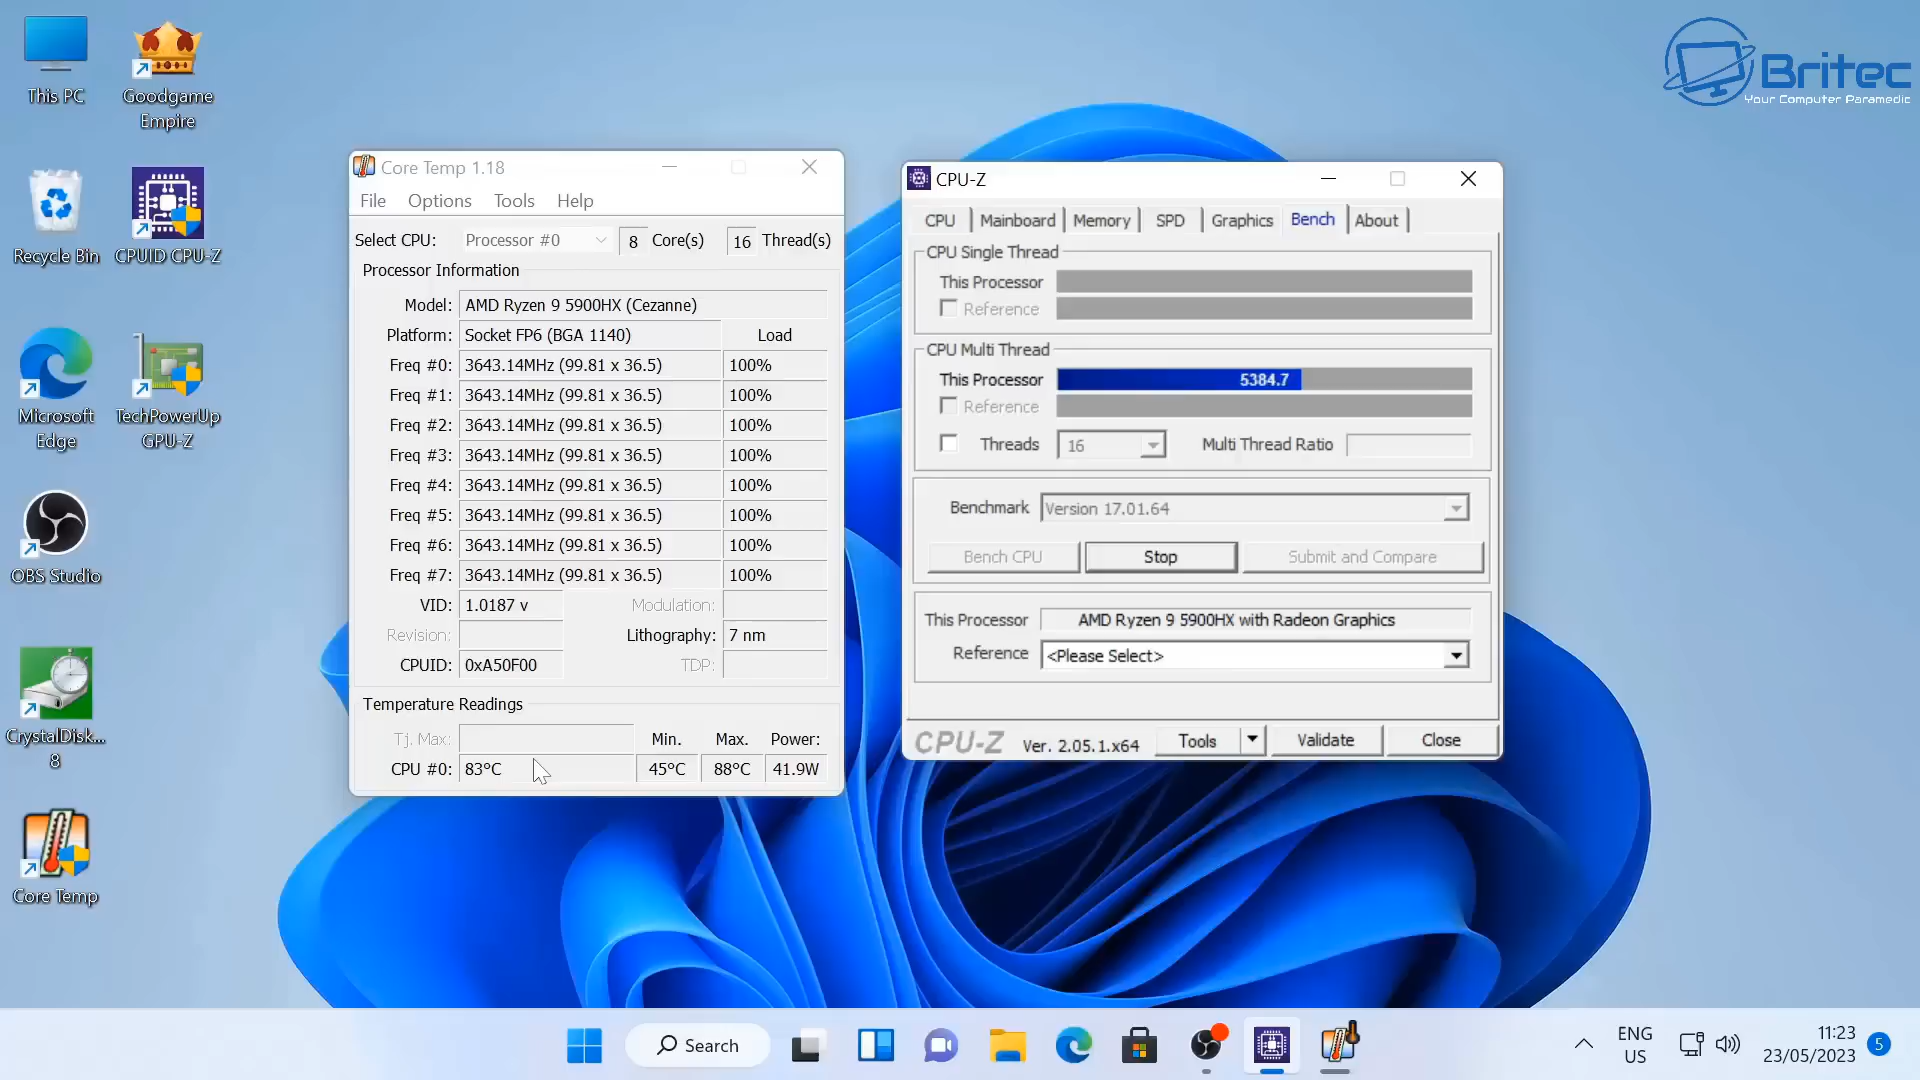 This PC
Goodgame
Empire
Recycle Bin
CPUID CPU-Z
Microsoft
Edge
TechPowerUp
GPU-Z
OBS Studio
CrystalDisk...
8
Core Temp
Britec
Your Computer Paramedic
Core Temp 1.18
File Options Tools Help
Select CPU: Processor #0 8 Core(s) 16 Thread(s)
Processor Information
Model: AMD Ryzen 9 5900HX (Cezanne)
Platform: Socket FP6 (BGA 1140) Load
Freq #0: 3643.14MHz (99.81 x 36.5) 100%
Freq #1: 3643.14MHz (99.81 x 36.5) 100%
Freq #2: 3643.14MHz (99.81 x 36.5) 100%
Freq #3: 3643.14MHz (99.81 x 36.5) 100%
Freq #4: 3643.14MHz (99.81 x 36.5) 100%
Freq #5: 3643.14MHz (99.81 x 36.5) 100%
Freq #6: 3643.14MHz (99.81 x 36.5) 100%
Freq #7: 3643.14MHz (99.81 x 36.5) 100%
VID: 1.0187 v Modulation:
Revision: Lithography: 7 nm
CPUID: 0xA50F00 TDP:
Temperature Readings
Tj. Max: Min. Max. Power:
CPU #0: 83°C 45°C 88°C 41.9W
CPU-Z
CPU Mainboard Memory SPD Graphics Bench About
CPU Single Thread
This Processor
Reference
CPU Multi Thread
This Processor 5384.7
Reference
Threads 16 Multi Thread Ratio
Benchmark Version 17.01.64
Bench CPU Stop Submit and Compare
This Processor AMD Ryzen 9 5900HX with Radeon Graphics
Reference <Please Select>
CPU-Z Ver. 2.05.1.x64 Tools Validate Close
Search
ENG
US
11:23
23/05/2023
5